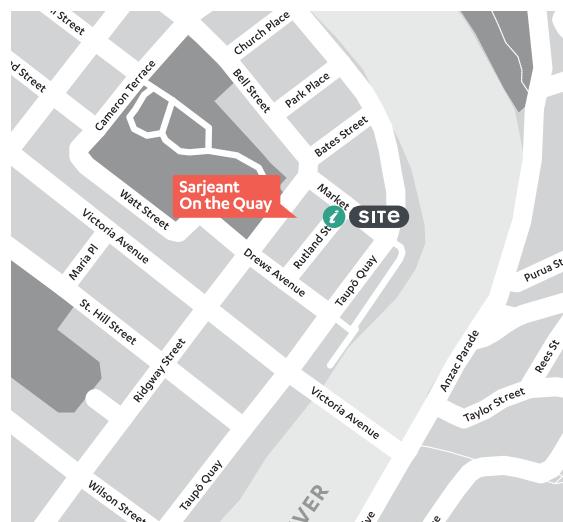 Street
Church Place
Street
Cameron Terrace
Bell Street
Park Place
Bates Street
Sarjeant
On the Quay
Market
i SITE
Watt Street
Victoria Avenue
Rutland St
Maria Pl
Drews Avenue
Taupō Quay
Purua St
St. Hill Street
Anzac Parade
Ridgway Street
Rees St
Victoria Avenue
Taylor Street
Taupō Quay
Wilson Street
VER